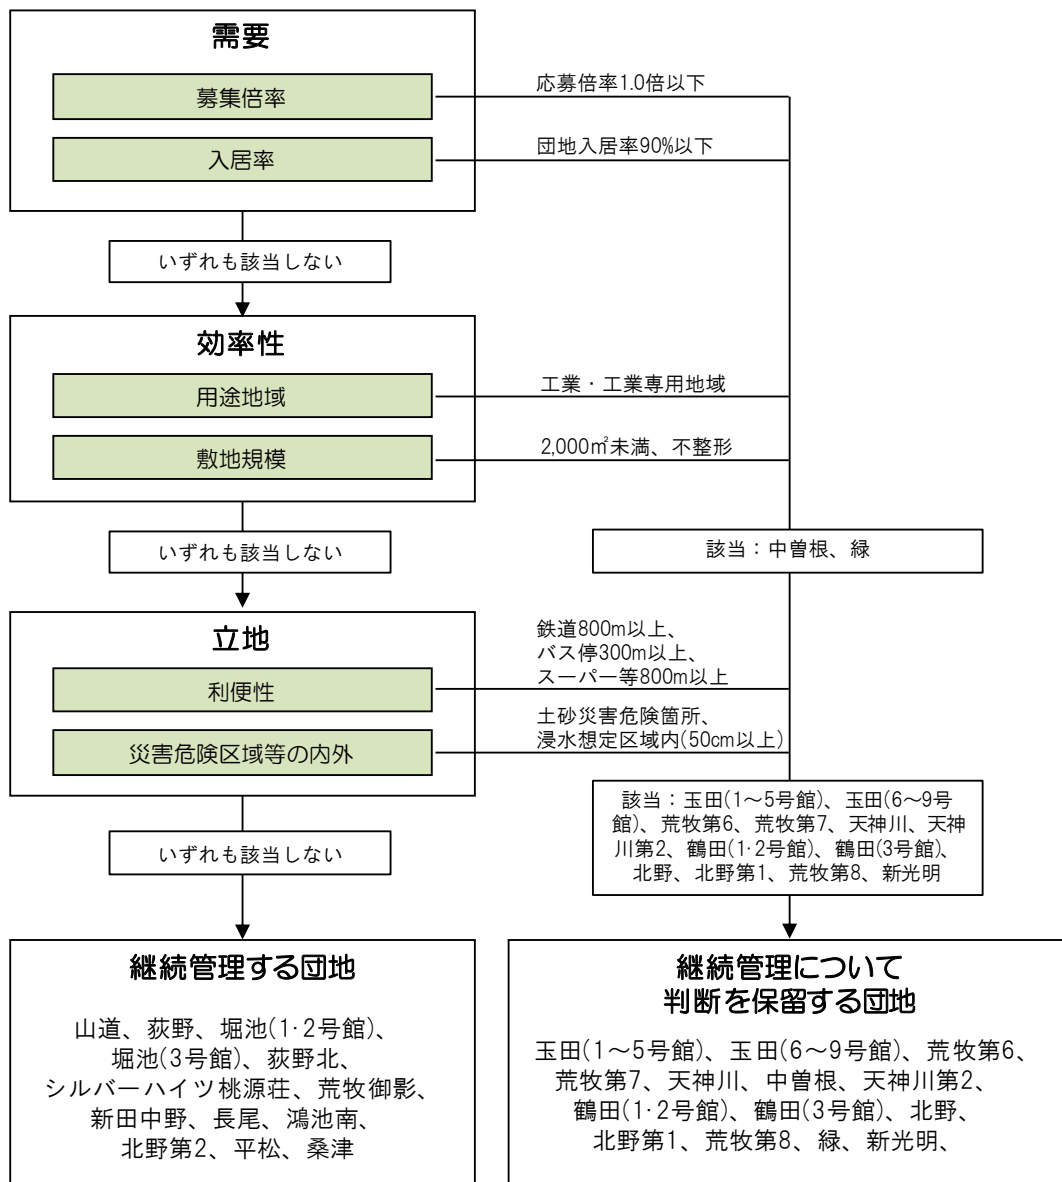 需要
募集倍率
応募倍率1.0倍以下
入居率
団地入居率90%以下
いずれも該当しない
効率性
用途地域
工業・工業専用地域
敷地規模
2,000㎡未満、不整形
いずれも該当しない
該当：中曽根、緑
立地
利便性
鉄道800m以上、
バス停300m以上、
スーパー等800m以上
災害危険区域等の内外
土砂災害危険箇所、
浸水想定区域内(50cm以上)
いずれも該当しない
該当：玉田(1～5号館)、玉田(6～9号
館)、荒牧第6、荒牧第7、天神川、天神
川第2、鶴田(1·2号館)、鶴田(3号館)、
北野、北野第1、荒牧第8、新光明
継続管理する団地
山道、荻野、堀池(1·2号館)、
堀池(3号館)、荻野北、
シルバーハイツ桃源荘、荒牧御影、
新田中野、長尾、鴻池南、
北野第2、平松、桑津
継続管理について
判断を保留する団地
玉田(1～5号館)、玉田(6～9号館)、荒牧第6、
荒牧第7、天神川、中曽根、天神川第2、
鶴田(1·2号館)、鶴田(3号館)、北野、
北野第1、荒牧第8、緑、新光明、